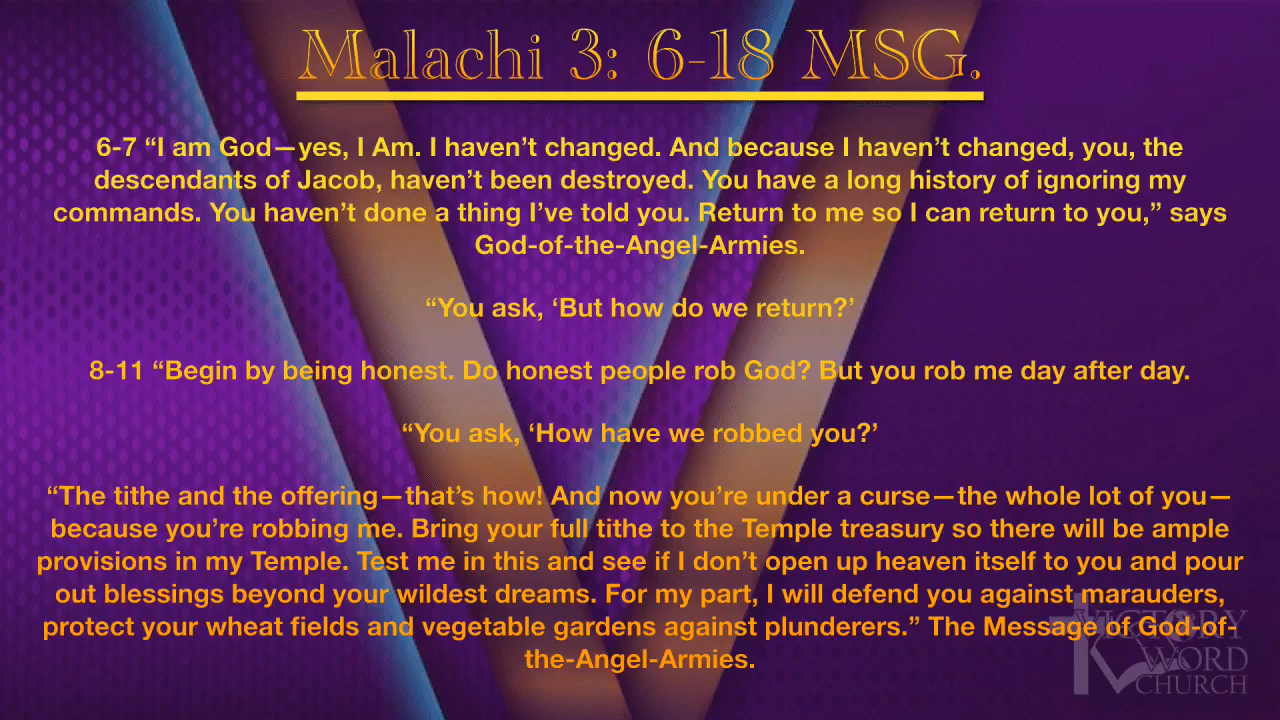 Malachi 3: 6-18 MSG.
6-7 “I am God—yes, I Am. I haven’t changed. And because I haven’t changed, you, the
descendants of Jacob, haven’t been destroyed. You have a long history of ignoring my
commands. You haven’t done a thing I’ve told you. Return to me so I can return to you,” says
God-of-the-Angel-Armies.
“You ask, ‘But how do we return?’
8-11 “Begin by being honest. Do honest people rob God? But you rob me day after day.
“You ask, ‘How have we robbed you?’
“The tithe and the offering—that’s how! And now you’re under a curse—the whole lot of you—
because you’re robbing me. Bring your full tithe to the Temple treasury so there will be ample
provisions in my Temple. Test me in this and see if I don’t open up heaven itself to you and pour
out blessings beyond your wildest dreams. For my part, I will defend you against marauders,
protect your wheat fields and vegetable gardens against plunderers.” The Message of God-of-
the-Angel-Armies.
VICTORY
WORD
CHURCH